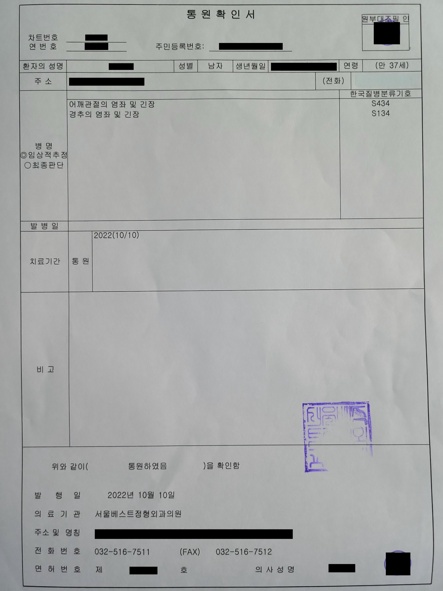 통 원 확 인 서
원부대조필 인
차트번호
연 번 호
주민등록번호:
환자의 성명
성별
남자
생년월일
연령
(만 37세)
주 소
(전화)
한국질병분류기호
어깨관절의 염좌 및 긴장
S434
경추의 염좌 및 긴장
S134
병 명
◎임상적추정
○최종판단
발 병 일
2022(10/10)
치료기간
통 원
비 고
위와 같이( 통원하였음 )을 확인함
발 행 일 2022년 10월 10일
의 료 기 관 서울베스트정형외과의원
주소 및 명칭
전 화 번 호 032-516-7511 (FAX) 032-516-7512
면 허 번 호 제 호 의 사 성 명